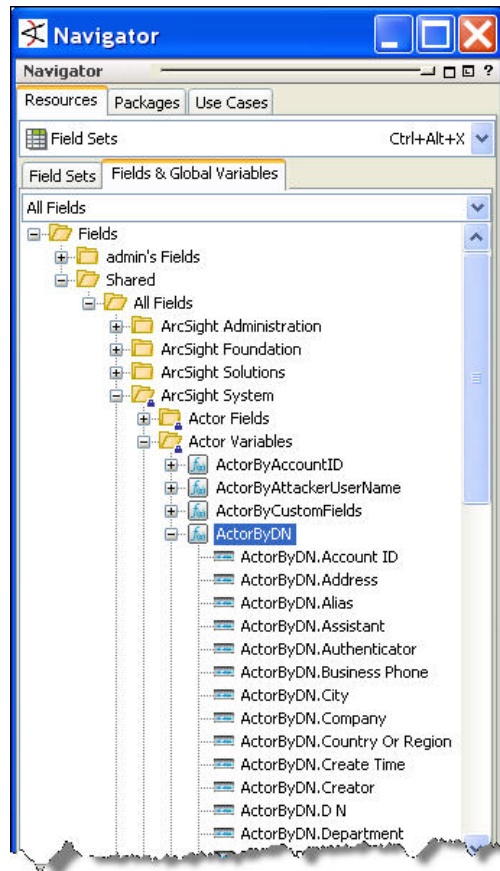 Navigator
Navigator ?
Resources Packages Use Cases
Field Sets Ctrl+Alt+X
Field Sets Fields & Global Variables
All Fields
Fields
admin's Fields
Shared
All Fields
ArcSight Administration
ArcSight Foundation
ArcSight Solutions
ArcSight System
Actor Fields
Actor Variables
ActorByAccountID
ActorByAttackerUserName
ActorByCustomFields
ActorByDN
ActorByDN.Account ID
ActorByDN.Address
ActorByDN.Alias
ActorByDN.Assistant
ActorByDN.Authenticator
ActorByDN.Business Phone
ActorByDN.City
ActorByDN.Company
ActorByDN.Country Or Region
ActorByDN.Create Time
ActorByDN.Creator
ActorByDN.D N
ActorByDN.Department